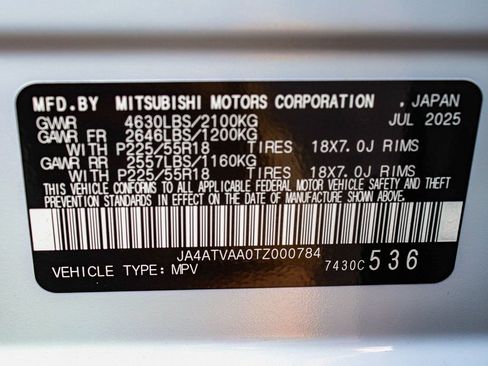 MFD.BY MITSUBISHI MOTORS CORPORATION . JAPAN
GVWR 4630LBS/2100KG JUL 2025
GAWR FR 2646LBS/1200KG
WITH P225/55R18 TIRES 18X7.0J RIMS
GAWR RR 2557LBS/1160KG
WITH P225/55R18 TIRES 18X7.0J RIMS
THIS VEHICLE CONFORMS TO ALL APPLICABLE FEDERAL MOTOR VEHICLE SAFETY AND THEFT
PREVENTION STANDARDS IN EFFECT ON THE DATE OF MANUFACTURE SHOWN ABOVE.
JA4ATVAA0TZ000784
VEHICLE TYPE: MPV 7430C 536